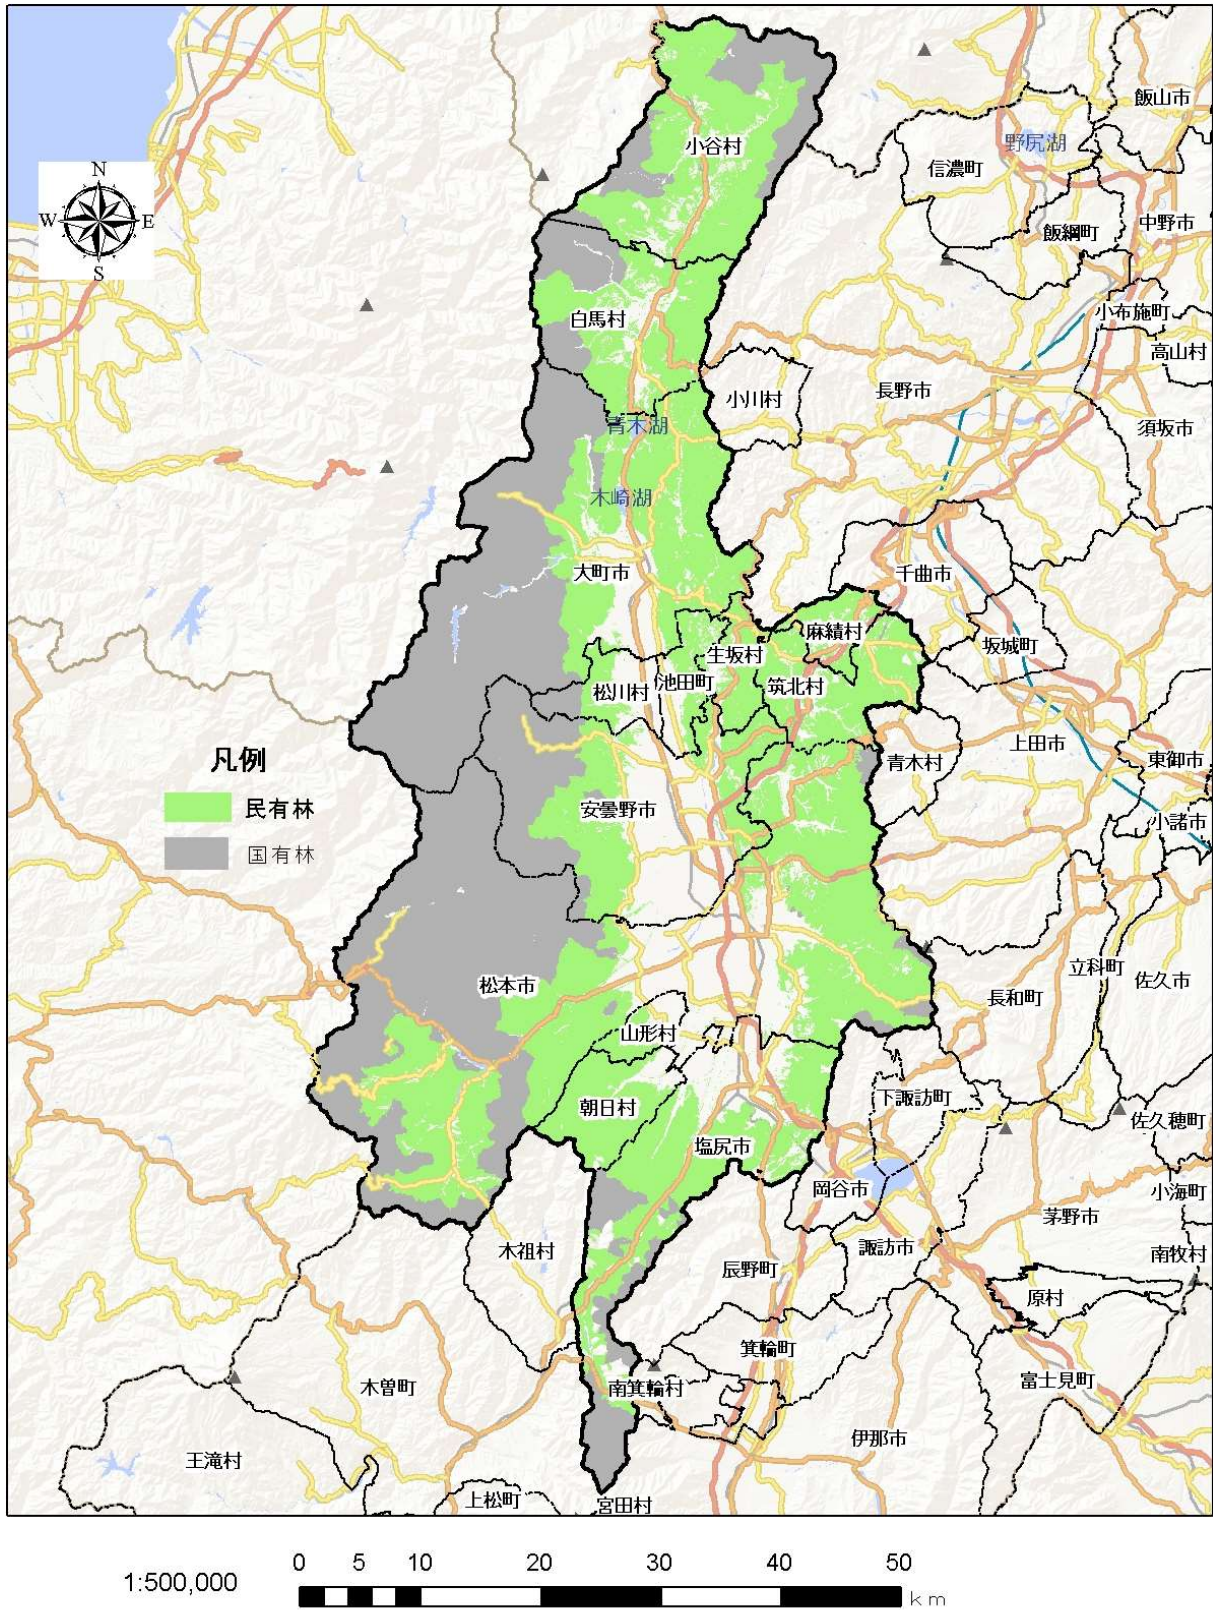 飯山市
小谷村
野尻湖
信濃町
N
W
E
S
飯綱町
中野市
小布施町
白馬村
高山村
小川村
長野市
青木湖
須坂市
木崎湖
大町市
千曲市
麻績村
坂城町
生坂村
松川村
池田町
筑北村
上田市
凡例
青木村
東御市
民有林
安曇野市
小諸市
国有林
立科町
佐久市
松本市
長和町
山形村
朝日村
下諏訪町
佐久穂町
塩尻市
岡谷市
小海町
茅野市
木祖村
諏訪市
南牧村
辰野町
原村
箕輪町
木曽町
南箕輪村
富士見町
伊那市
王滝村
上松町
宮田村
1:500,000
0 5 10 20 30 40 50
km